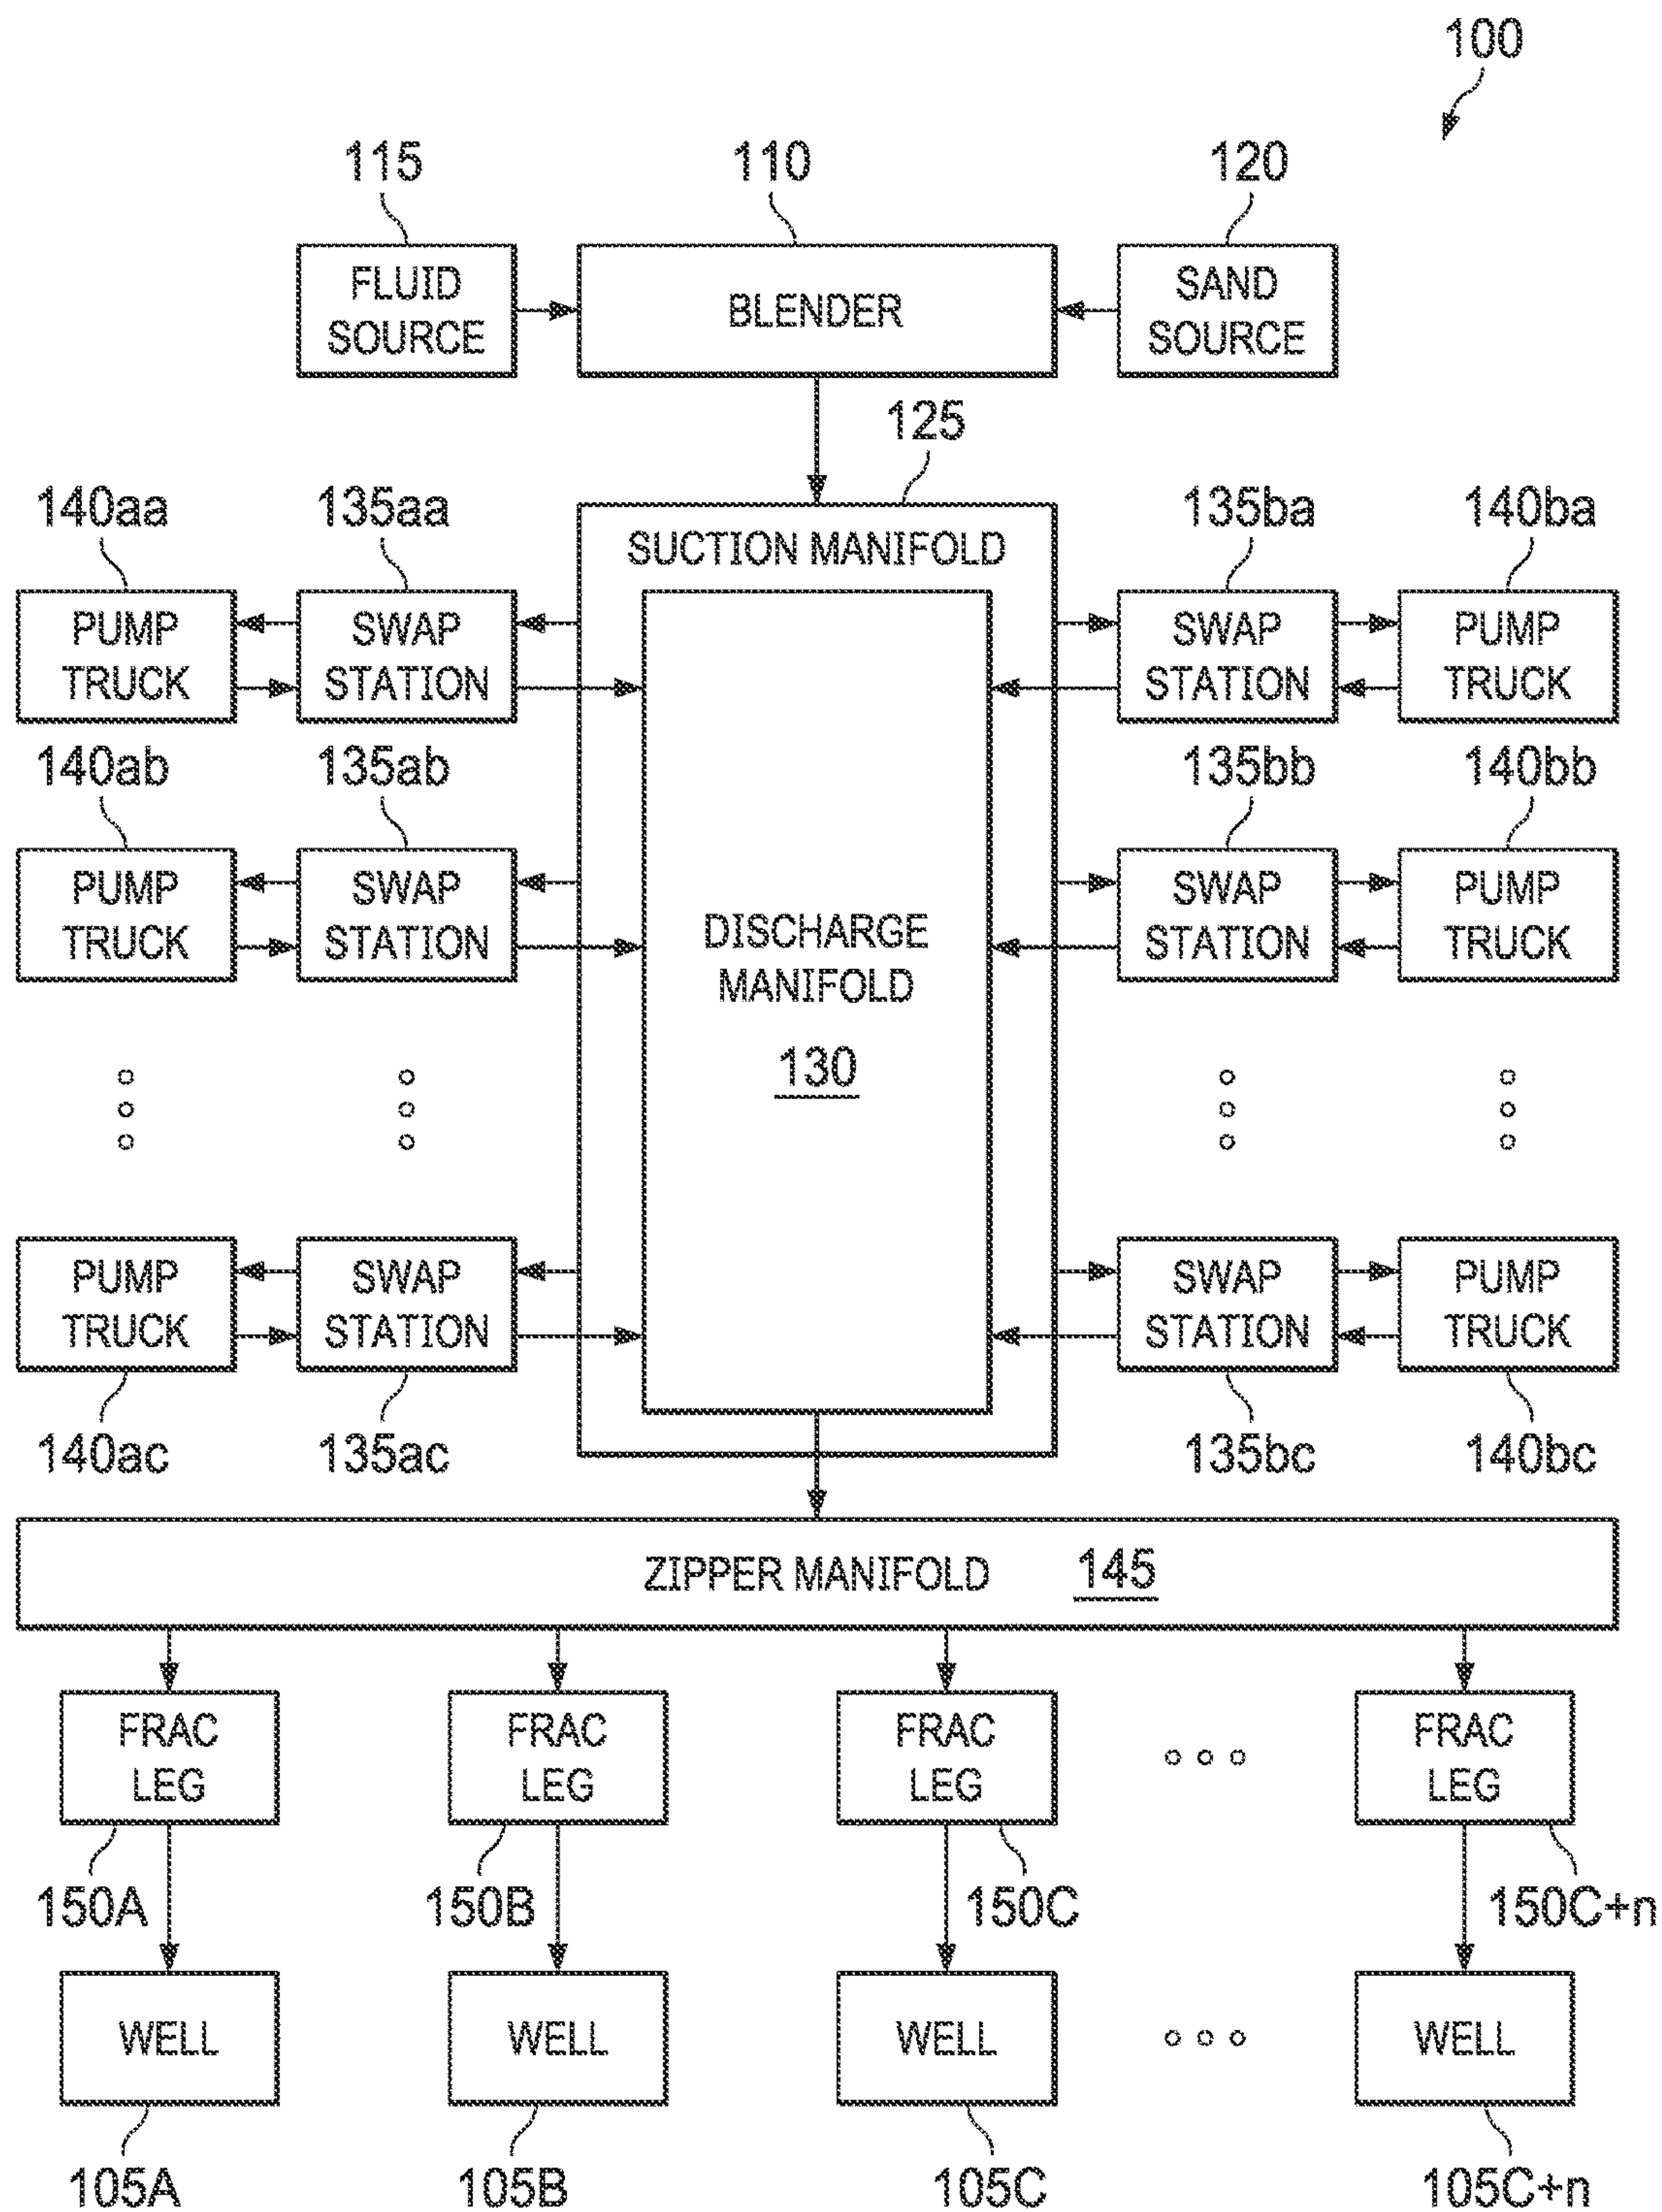 100
115
110
120
FLUID
SOURCE
BLENDER
SAND
SOURCE
125
140aa
135aa
135ba
140ba
SUCTION MANIFOLD
PUMP
TRUCK
SWAP
STATION
SWAP
STATION
PUMP
TRUCK
140ab
135ab
135bb
140bb
PUMP
TRUCK
SWAP
STATION
DISCHARGE
MANIFOLD
130
SWAP
STATION
PUMP
TRUCK
PUMP
TRUCK
SWAP
STATION
SWAP
STATION
PUMP
TRUCK
140ac
135ac
135bc
140bc
ZIPPER MANIFOLD 145
FRAC
LEG
FRAC
LEG
FRAC
LEG
FRAC
LEG
150A
150B
150C
150C+n
WELL
WELL
WELL
WELL
105A
105B
105C
105C+n